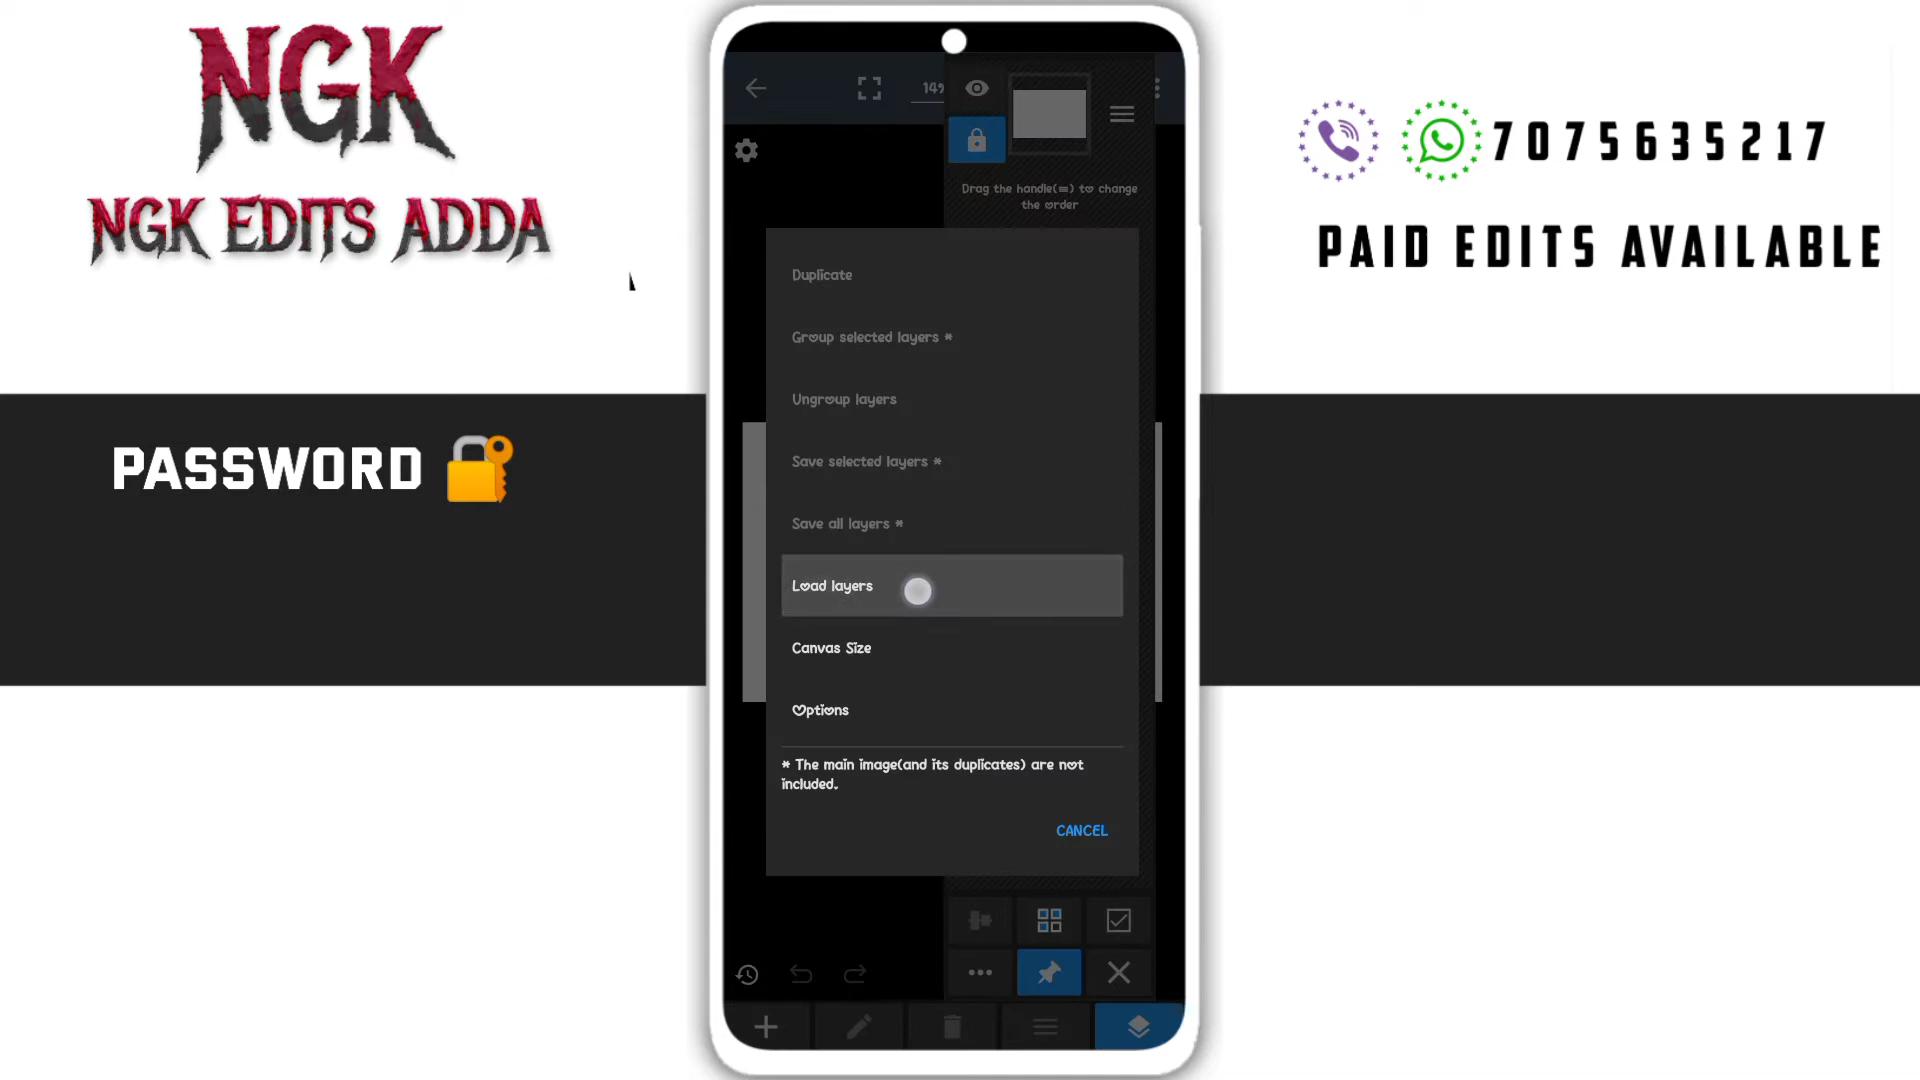 NGK
NGK EDITS ADDA
7075635217
PAID EDITS AVAILABLE
PASSWORD
14%
Drag the handle(=) to change
the order
Duplicate
Group selected layers *
Ungroup layers
Save selected layers *
Save all layers *
Load layers
Canvas Size
Options
* The main image(and its duplicates) are not
included.
CANCEL